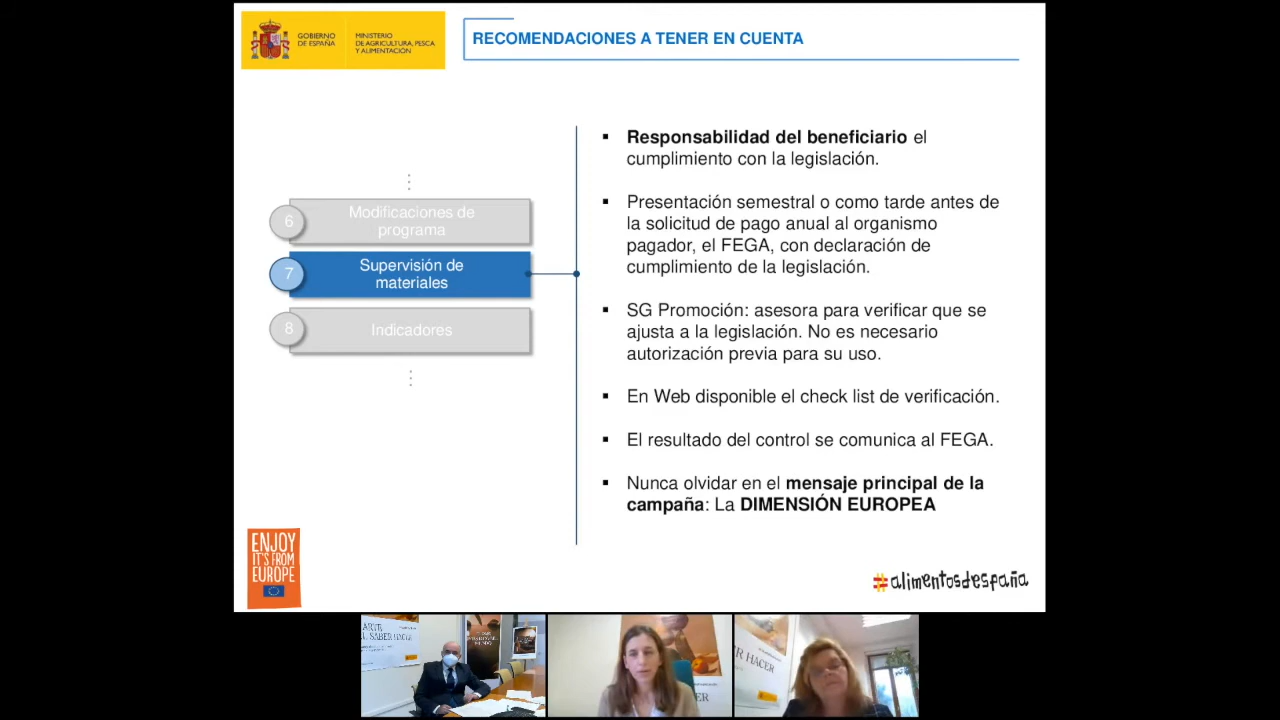 GOBIERNO
DE ESPAÑA
MINISTERIO
DE AGRICULTURA, PESCA
Y ALIMENTACIÓN
RECOMENDACIONES A TENER EN CUENTA
6
Modificaciones de
programa
7
Supervisión de
materiales
8
Indicadores
▪ Responsabilidad del beneficiario el
cumplimiento con la legislación.
▪ Presentación semestral o como tarde antes de
la solicitud de pago anual al organismo
pagador, el FEGA, con declaración de
cumplimiento de la legislación.
▪ SG Promoción: asesora para verificar que se
ajusta a la legislación. No es necesario
autorización previa para su uso.
▪ En Web disponible el check list de verificación.
▪ El resultado del control se comunica al FEGA.
▪ Nunca olvidar en el mensaje principal de la
campaña: La DIMENSIÓN EUROPEA
ENJOY
IT'S FROM
EUROPE
#alimentosdespaña
SABER HACER
HACER
CER